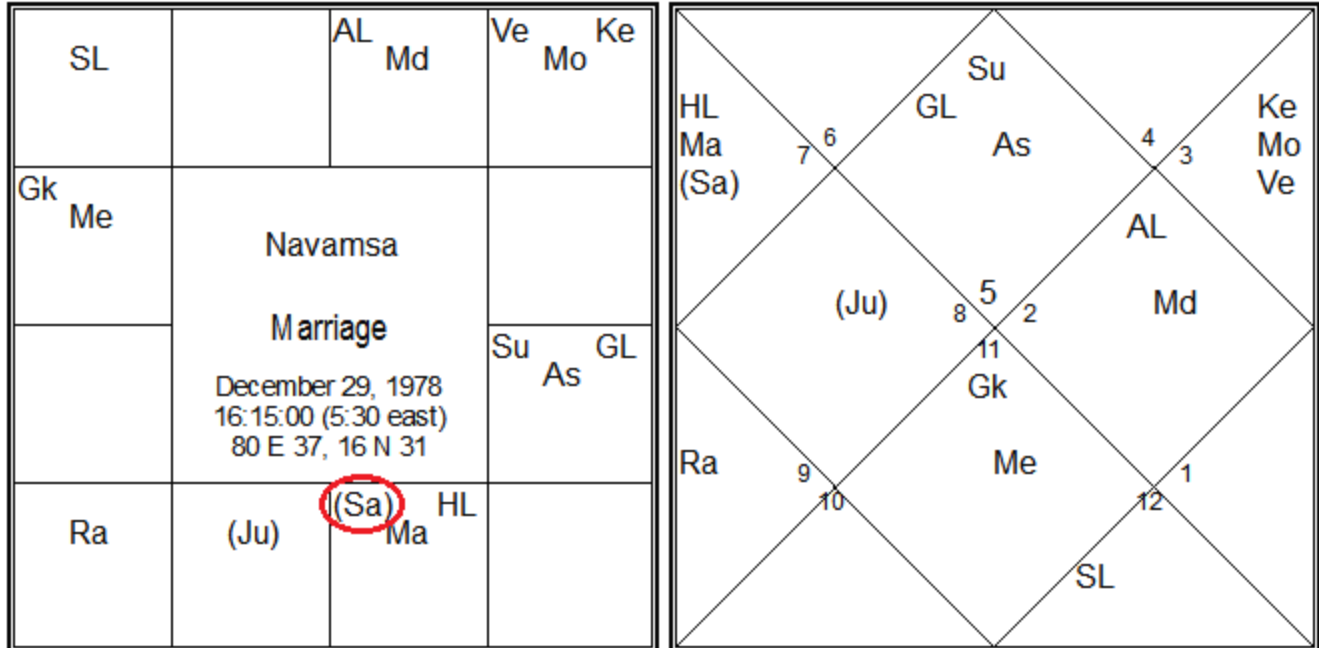 SL
AL
Md
Ve Ke
Mo
Gk
Me
Navamsa
Marriage
December 29, 1978
16:15:00 (5:30 east)
80 E 37, 16 N 31
Su GL
As
Ra
(Ju)
(Sa) HL
Ma
Su
GL
As
HL
Ma
(Sa)
6
7
4
3
Ke
Mo
Ve
AL
Md
(Ju)
5
8
2
11
Gk
Me
Ra
9
10
1
12
SL